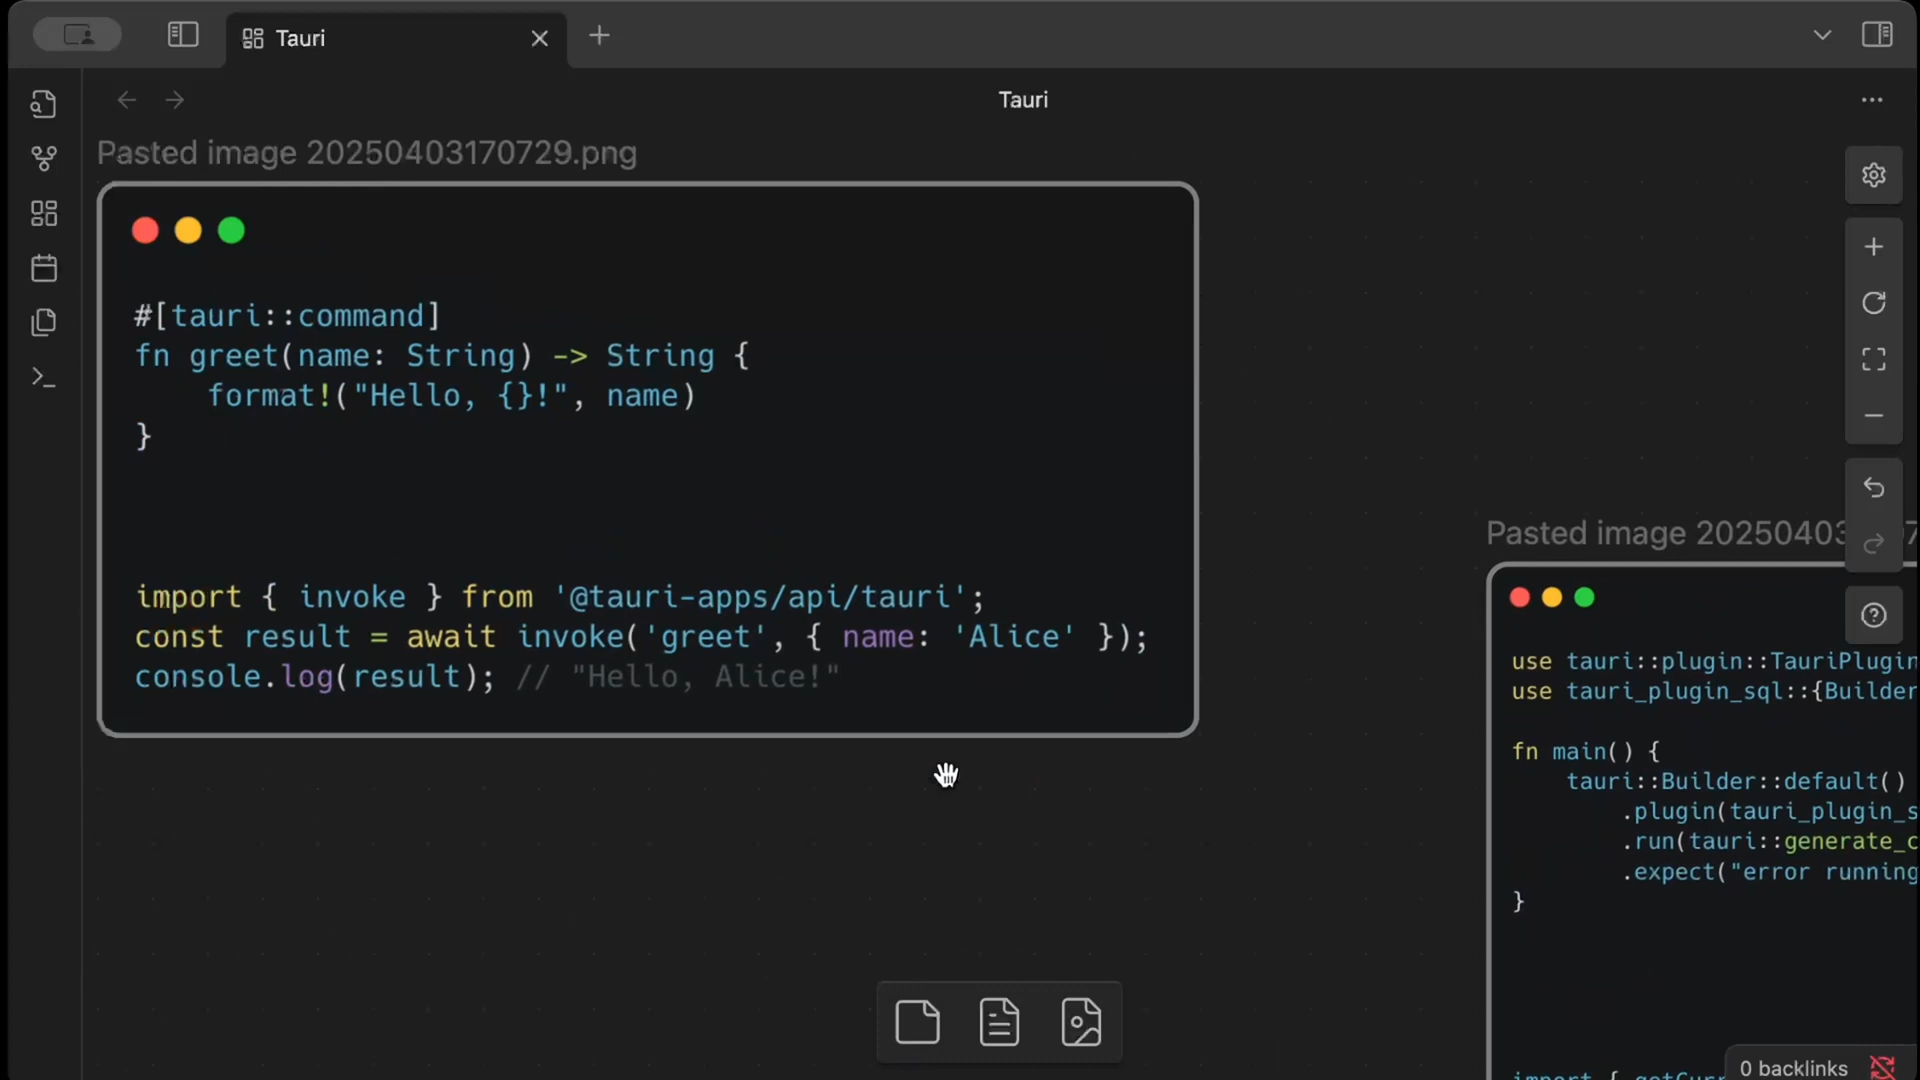 Tauri
Tauri
Pasted image 20250403170729.png
#[tauri::command]
fn greet(name: String) -> String {
    format!("Hello, {}!", name)
}
import { invoke } from '@tauri-apps/api/tauri';
const result = await invoke('greet', { name: 'Alice' });
console.log(result); // "Hello, Alice!"
Pasted image 20250403
use tauri::plugin::TauriPlugin
use tauri_plugin_sql::{Builder
fn main() {
    tauri::Builder::default()
        .plugin(tauri_plugin_s
        .run(tauri::generate_c
        .expect("error running
}
import {
0 backlinks